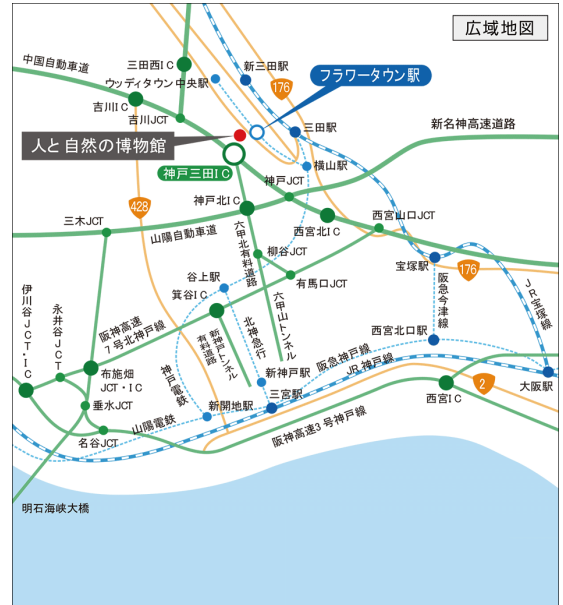 広域地図
三田西IC
新三田駅
フラワータウン駅
中国自動車道
ウッディタウン中央駅
176
吉川IC
吉川JCT
三田駅
新名神高速道路
人と自然の博物館
横山駅
神戸三田IC
神戸JCT
428
神戸北IC
三木JCT
山陽自動車道
西宮北IC
西宮山口JCT
六甲北有料道路
柳谷JCT
宝塚駅
176
谷上駅
有馬口JCT
箕谷IC
六甲山トンネル
阪急今津線
JR宝塚線
伊川谷JCT・IC
永井谷JCT
阪神高速
7号北神戸線
新神戸トンネル
有料道路
北神急行
西宮北口駅
布施畑
JCT・IC
神戸電鉄
新神戸駅
阪急神戸線
JR神戸線
大阪駅
垂水JCT
山陽電鉄
新開地駅
三宮駅
2
西宮IC
名谷JCT
阪神高速3号神戸線
明石海峡大橋